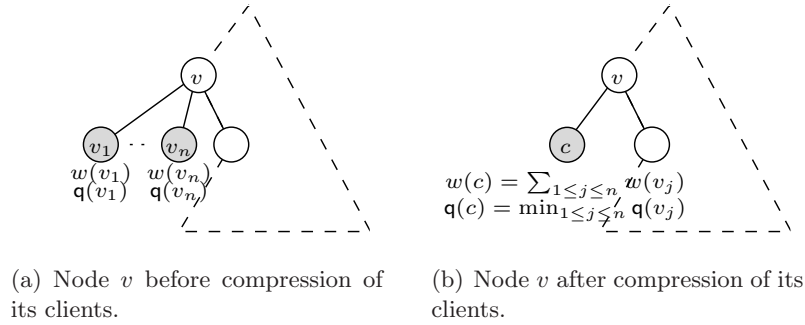 v
v₁ · · vₙ
w(v₁) w(vₙ)
q(v₁) q(vₙ)
(a) Node v before compression of
its clients.
v
c
w(c) = ∑₁≤j≤n w(vⱼ)
q(c) = min₁≤j≤n q(vⱼ)
(b) Node v after compression of its
clients.